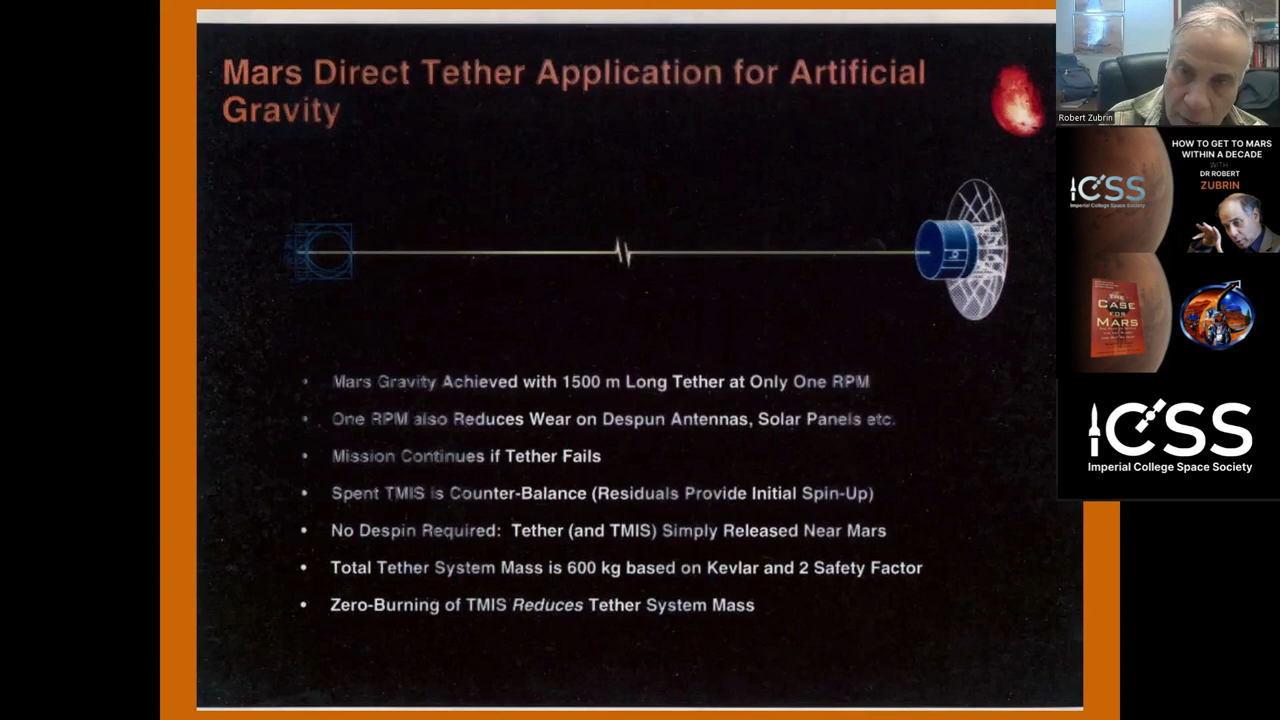 Mars Direct Tether Application for Artificial
Gravity
• Mars Gravity Achieved with 1500 m Long Tether at Only One RPM
• One RPM also Reduces Wear on Despun Antennas, Solar Panels etc.
• Mission Continues if Tether Fails
• Spent TMIS is Counter-Balance (Residuals Provide Initial Spin-Up)
• No Despin Required: Tether (and TMIS) Simply Released Near Mars
• Total Tether System Mass is 600 kg based on Kevlar and 2 Safety Factor
• Zero-Burning of TMIS Reduces Tether System Mass
Robert Zubrin
HOW TO GET TO MARS
WITHIN A DECADE
WITH
DR ROBERT
ZUBRIN
ICSS
Imperial College Space Society
THE
CASE
FOR
MARS
ICSS
Imperial College Space Society